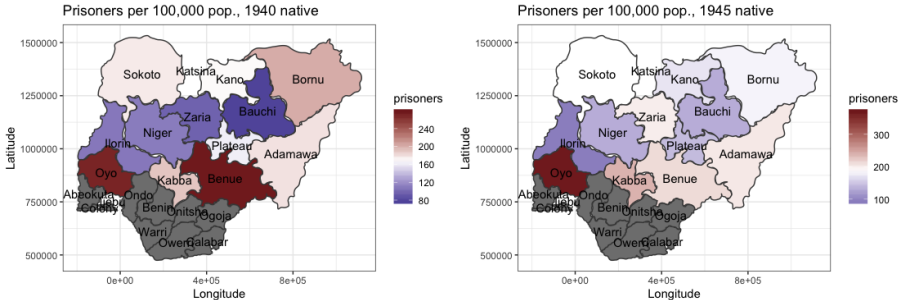 Prisoners per 100,000 pop., 1940 native
1500000
1250000
1000000
750000
500000
Latitude
Sokoto
Katsina
Kano
Bornu
Zaria
Bauchi
Niger
Ilorin
Plateau
Adamawa
Oyo
Kabba
Benue
Abeokuta
Ijebu
Colony
Ondo
Benin
Onitsha
Ogoja
Warri
Owerri
Calabar
0e+00
4e+05
8e+05
Longitude
prisoners
240
200
160
120
80
Prisoners per 100,000 pop., 1945 native
1500000
1250000
1000000
750000
500000
Latitude
Sokoto
Katsina
Kano
Bornu
Zaria
Bauchi
Niger
Ilorin
Plateau
Adamawa
Oyo
Kabba
Benue
Abeokuta
Ijebu
Colony
Ondo
Benin
Onitsha
Ogoja
Warri
Owerri
Calabar
0e+00
4e+05
8e+05
Longitude
prisoners
300
200
100